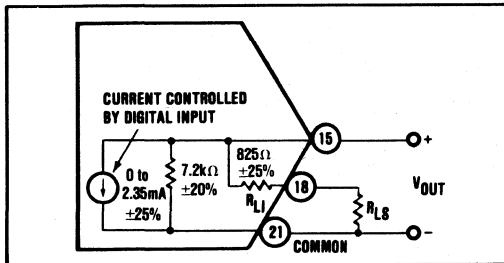 CURRENT CONTROLLED
BY DIGITAL INPUT
0 to
2.35mA
±25%
7.2kΩ
±20%
825Ω
±25%
RLI
15
18
21
COMMON
RLS
+
VOUT
−